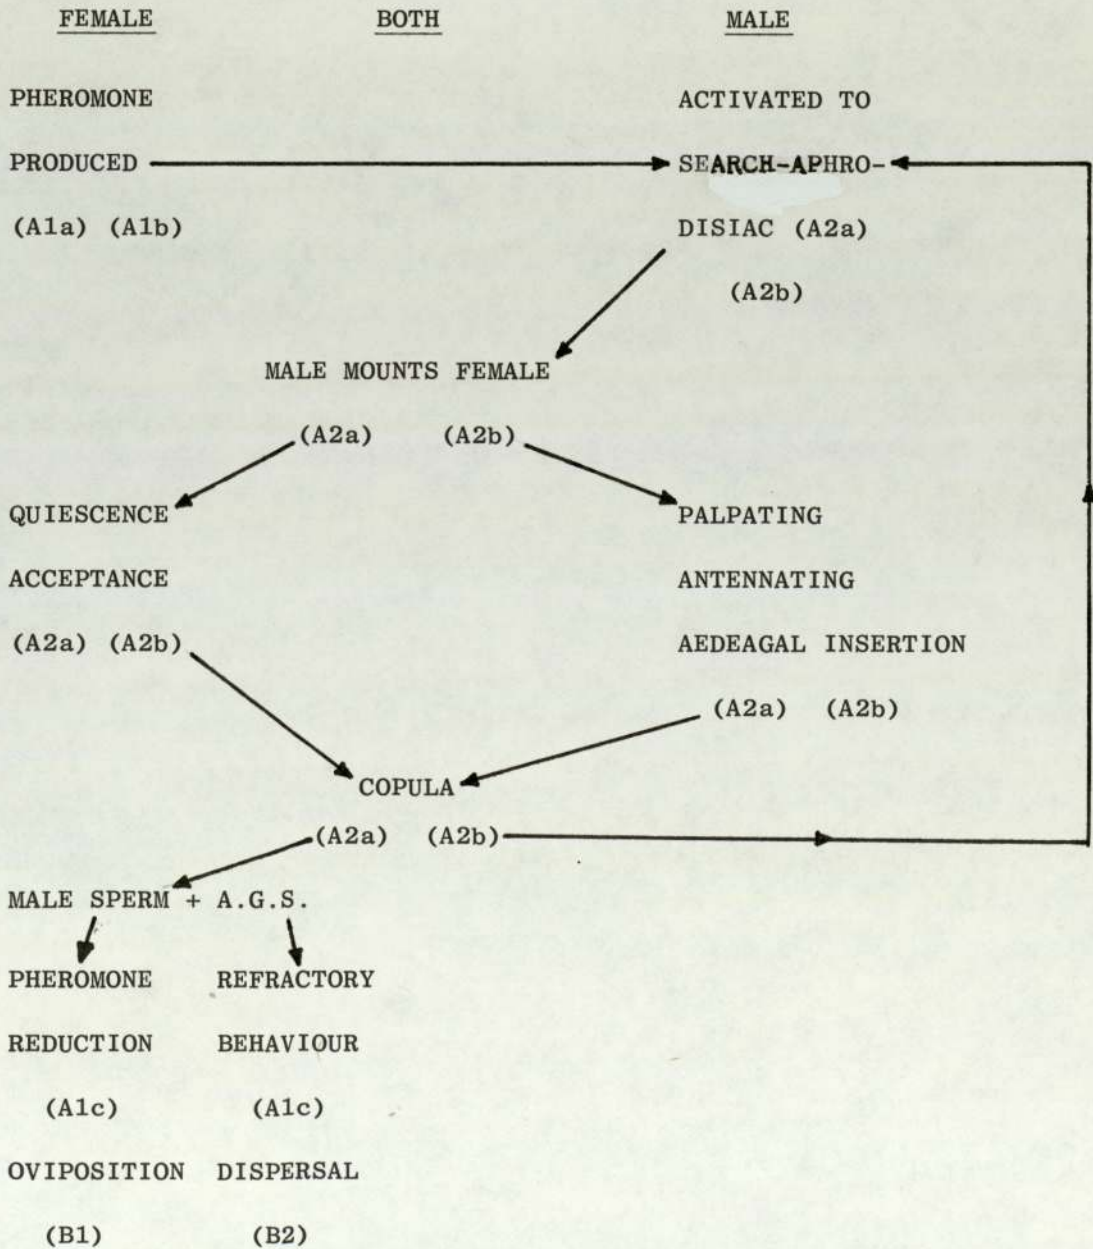 FEMALE BOTH MALE
PHEROMONE ACTIVATED TO
PRODUCED SEARCH-APHRO-
(A1a) (A1b) DISIAC (A2a)
(A2b)
MALE MOUNTS FEMALE
(A2a) (A2b)
QUIESCENCE PALPATING
ACCEPTANCE ANTENNATING
(A2a) (A2b) AEDEAGAL INSERTION
(A2a) (A2b)
COPULA
(A2a) (A2b)
MALE SPERM + A.G.S.
PHEROMONE REFRACTORY
REDUCTION BEHAVIOUR
(A1c) (A1c)
OVIPOSITION DISPERSAL
(B1) (B2)